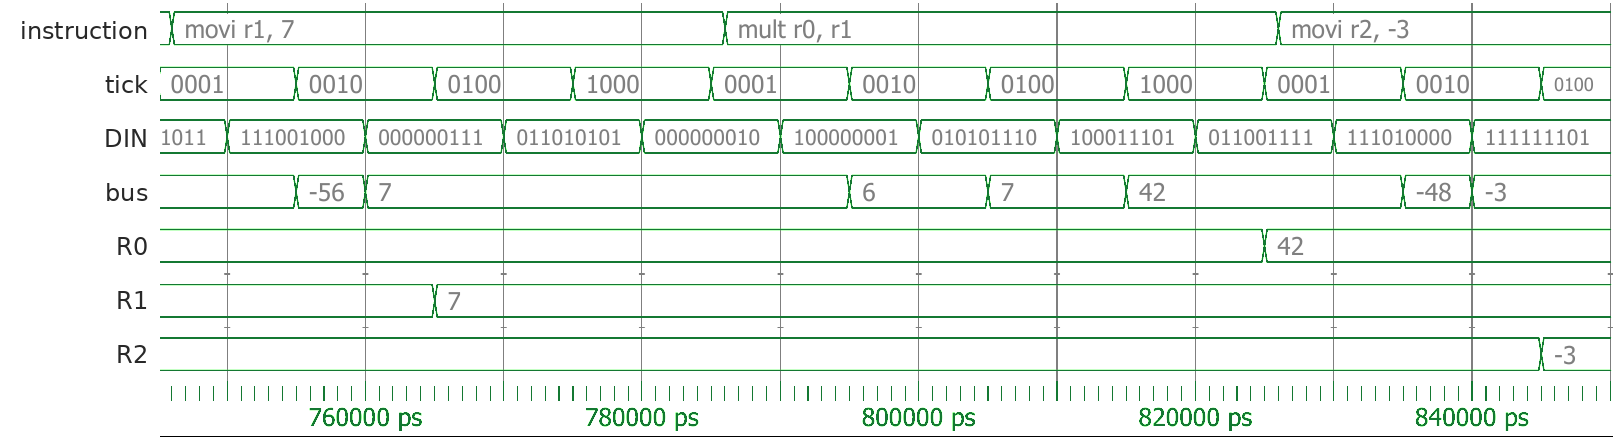 instruction movi r1, 7 mult r0, r1 movi r2, -3
tick 0001 0010 0100 1000 0001 0010 0100 1000 0001 0010 0100
DIN 1011 111001000 000000111 011010101 000000010 100000001 010101110 100011101 011001111 111010000 111111101
bus -56 7 6 7 42 -48 -3
R0 42
R1 7
R2 -3
760000 ps 780000 ps 800000 ps 820000 ps 840000 ps